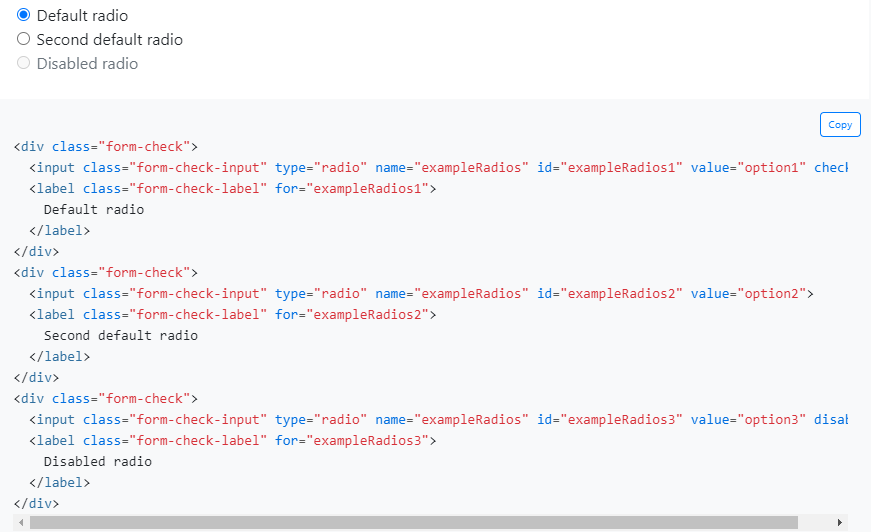 Default radio
Second default radio
Disabled radio
Copy
<div class="form-check">
  <input class="form-check-input" type="radio" name="exampleRadios" id="exampleRadios1" value="option1" check
  <label class="form-check-label" for="exampleRadios1">
    Default radio
  </label>
</div>
<div class="form-check">
  <input class="form-check-input" type="radio" name="exampleRadios" id="exampleRadios2" value="option2">
  <label class="form-check-label" for="exampleRadios2">
    Second default radio
  </label>
</div>
<div class="form-check">
  <input class="form-check-input" type="radio" name="exampleRadios" id="exampleRadios3" value="option3" disab
  <label class="form-check-label" for="exampleRadios3">
    Disabled radio
  </label>
</div>